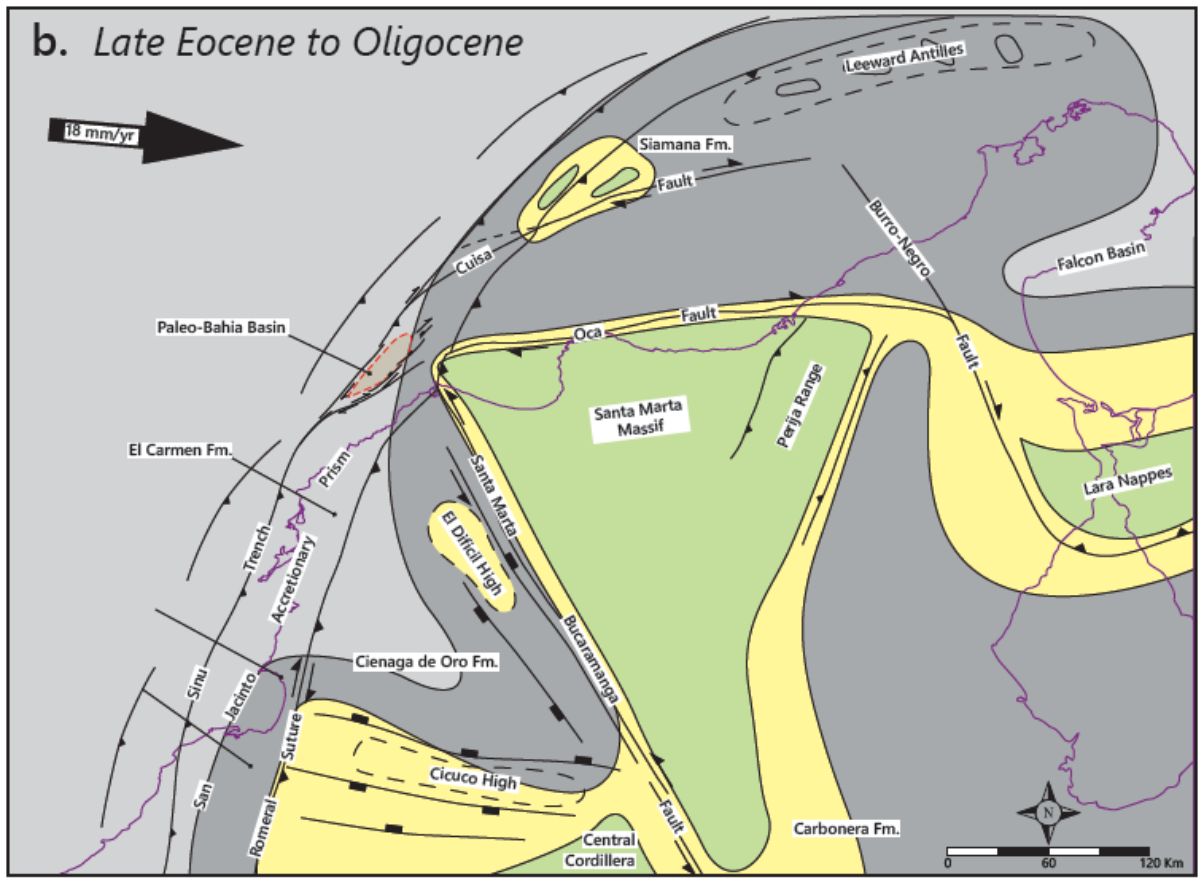 b. Late Eocene to Oligocene
Leeward Antilles
18 mm/yr
Siamana Fm.
Fault
Burro-Negro
Cuisa
Falcon Basin
Paleo-Bahia Basin
Oca
Fault
Fault
Perija Range
Santa Marta
Massif
El Carmen Fm.
Prism
Santa Marta
Lara Nappes
El Dificil High
Trench
Accretionary
Bucaramanga
Cienaga de Oro Fm.
Sinu
Jacinto
Suture
Cicuco High
San
Romeral
Fault
Carbonera Fm.
Central
Cordillera
N
0
60
120 Km